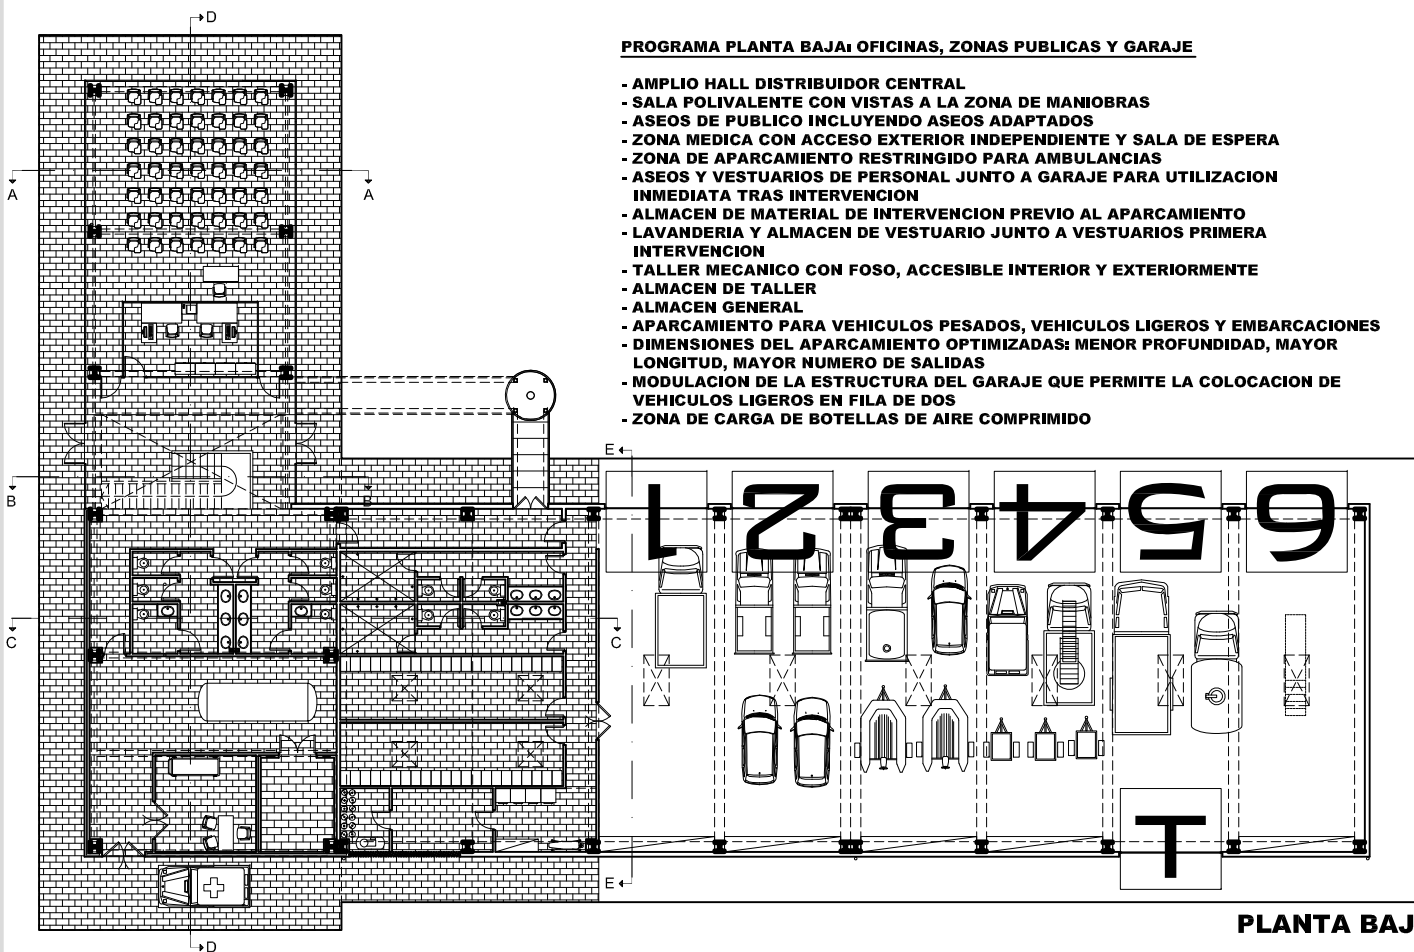 D
PROGRAMA PLANTA BAJA: OFICINAS, ZONAS PUBLICAS Y GARAJE
- AMPLIO HALL DISTRIBUIDOR CENTRAL
- SALA POLIVALENTE CON VISTAS A LA ZONA DE MANIOBRAS
- ASEOS DE PUBLICO INCLUYENDO ASEOS ADAPTADOS
- ZONA MEDICA CON ACCESO EXTERIOR INDEPENDIENTE Y SALA DE ESPERA
- ZONA DE APARCAMIENTO RESTRINGIDO PARA AMBULANCIAS
- ASEOS Y VESTUARIOS DE PERSONAL JUNTO A GARAJE PARA UTILIZACION
INMEDIATA TRAS INTERVENCION
- ALMACEN DE MATERIAL DE INTERVENCION PREVIO AL APARCAMIENTO
- LAVANDERIA Y ALMACEN DE VESTUARIO JUNTO A VESTUARIOS PRIMERA
INTERVENCION
- TALLER MECANICO CON FOSO, ACCESIBLE INTERIOR Y EXTERIORMENTE
- ALMACEN DE TALLER
- ALMACEN GENERAL
- APARCAMIENTO PARA VEHICULOS PESADOS, VEHICULOS LIGEROS Y EMBARCACIONES
- DIMENSIONES DEL APARCAMIENTO OPTIMIZADAS: MENOR PROFUNDIDAD, MAYOR
LONGITUD, MAYOR NUMERO DE SALIDAS
- MODULACION DE LA ESTRUCTURA DEL GARAJE QUE PERMITE LA COLOCACION DE
VEHICULOS LIGEROS EN FILA DE DOS
- ZONA DE CARGA DE BOTELLAS DE AIRE COMPRIMIDO
A A
E
B B
1 2 3 4 5 6
C C
T
E
PLANTA BAJ
D